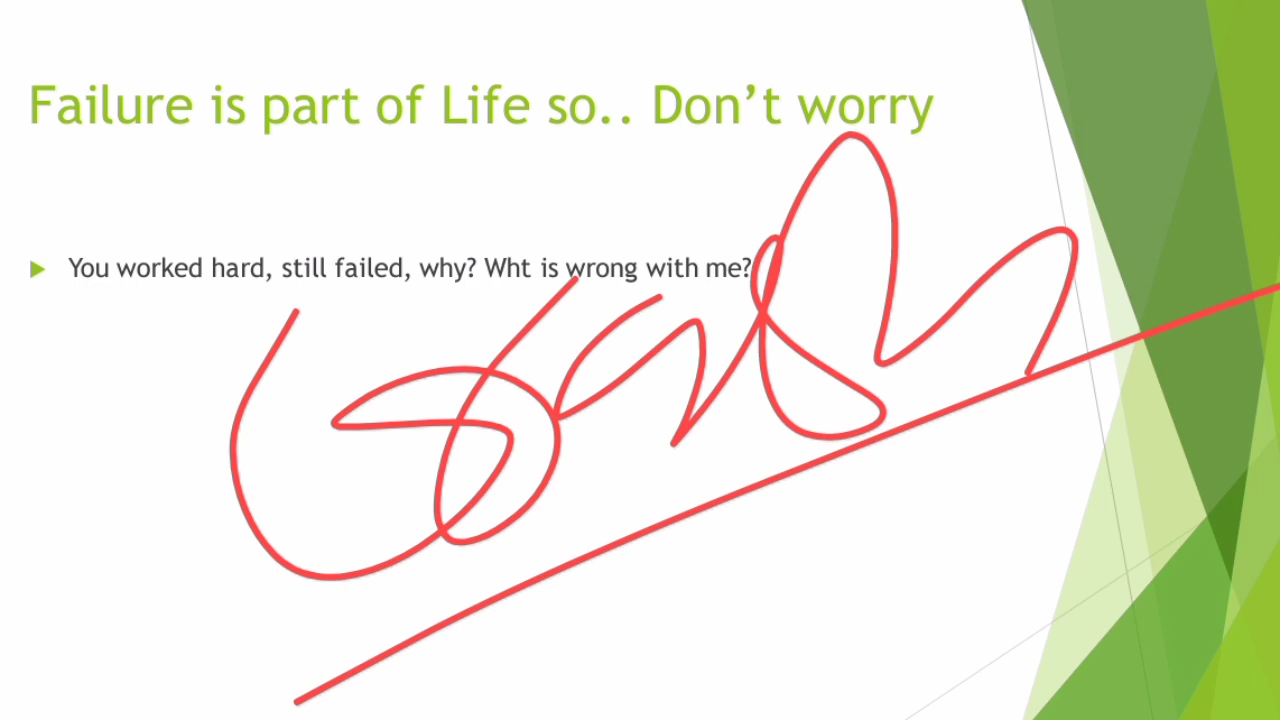 Failure is part of Life so.. Don’t worry
You worked hard, still failed, why? Wht is wrong with me?